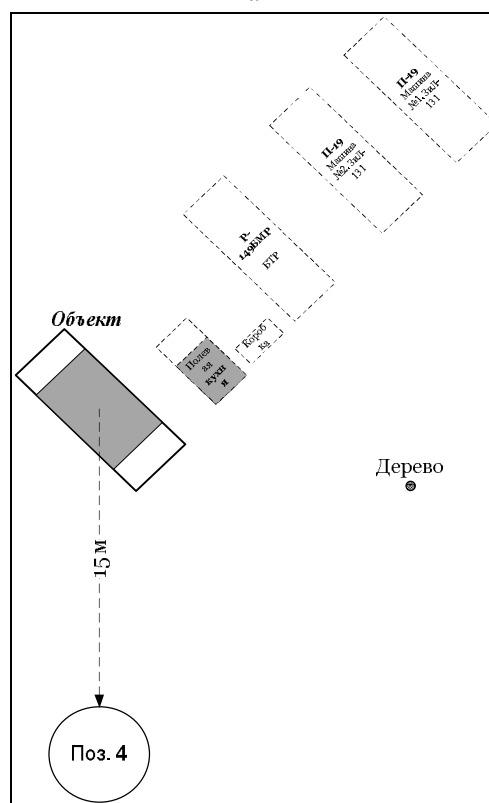 П-19
Машина
№1, ЗиЛ-
131
П-19
Машина
№2, ЗиЛ-
131
Р-
149БМР
БТР
Объект
Полев
ая
кухн
я
Короб
ка
Дерево
15 м
Поз. 4